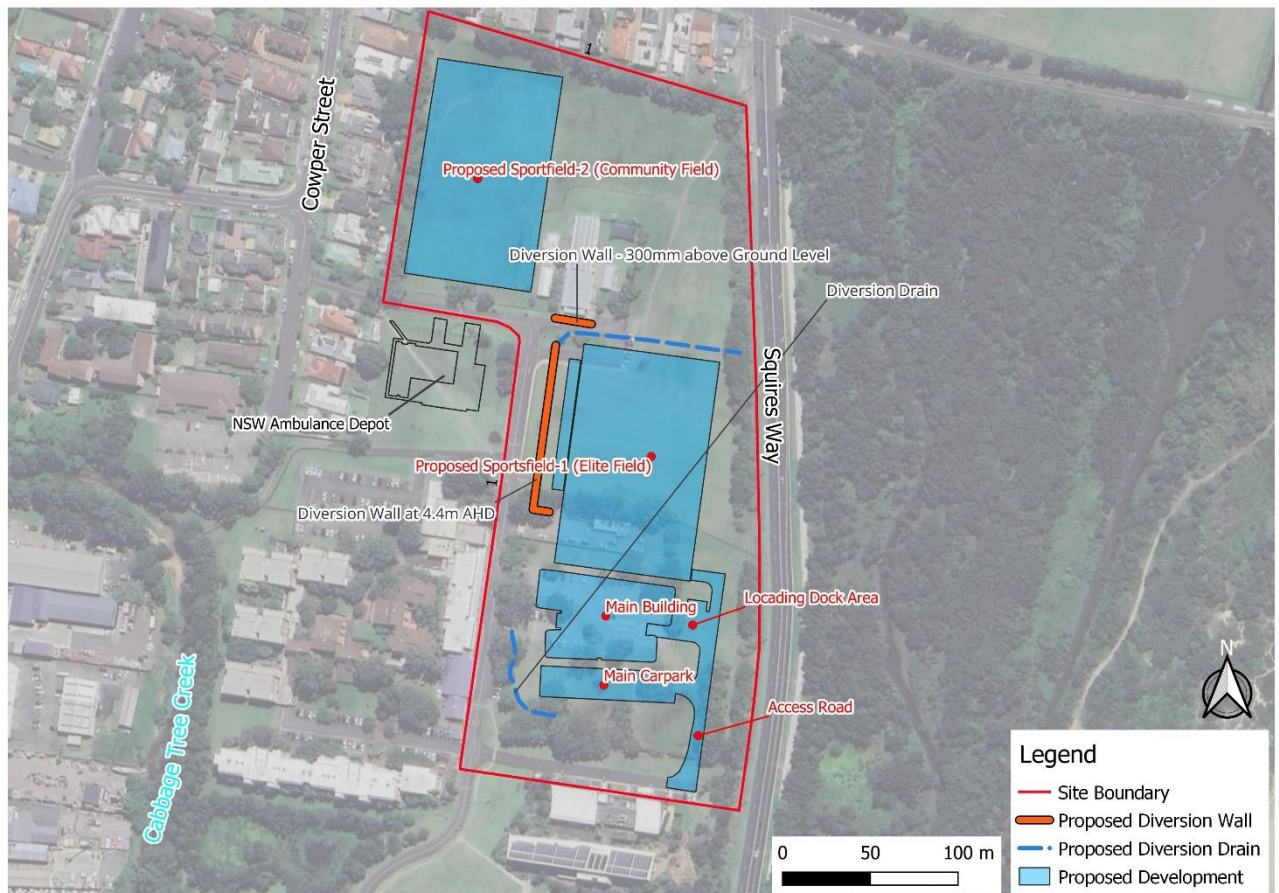 1
Cowper Street
Proposed Sportfield-2 (Community Field)
Diversion Wall - 300mm above Ground Level
Diversion Drain
Squires Way
NSW Ambulance Depot
Proposed Sportsfield-1 (Elite Field)
1
Diversion Wall at 4.4m AHD
Main Building
Locading Dock Area
Main Carpark
Access Road
Cabbage Tree Creek
N
Legend
Site Boundary
Proposed Diversion Wall
Proposed Diversion Drain
Proposed Development
0 50 100 m